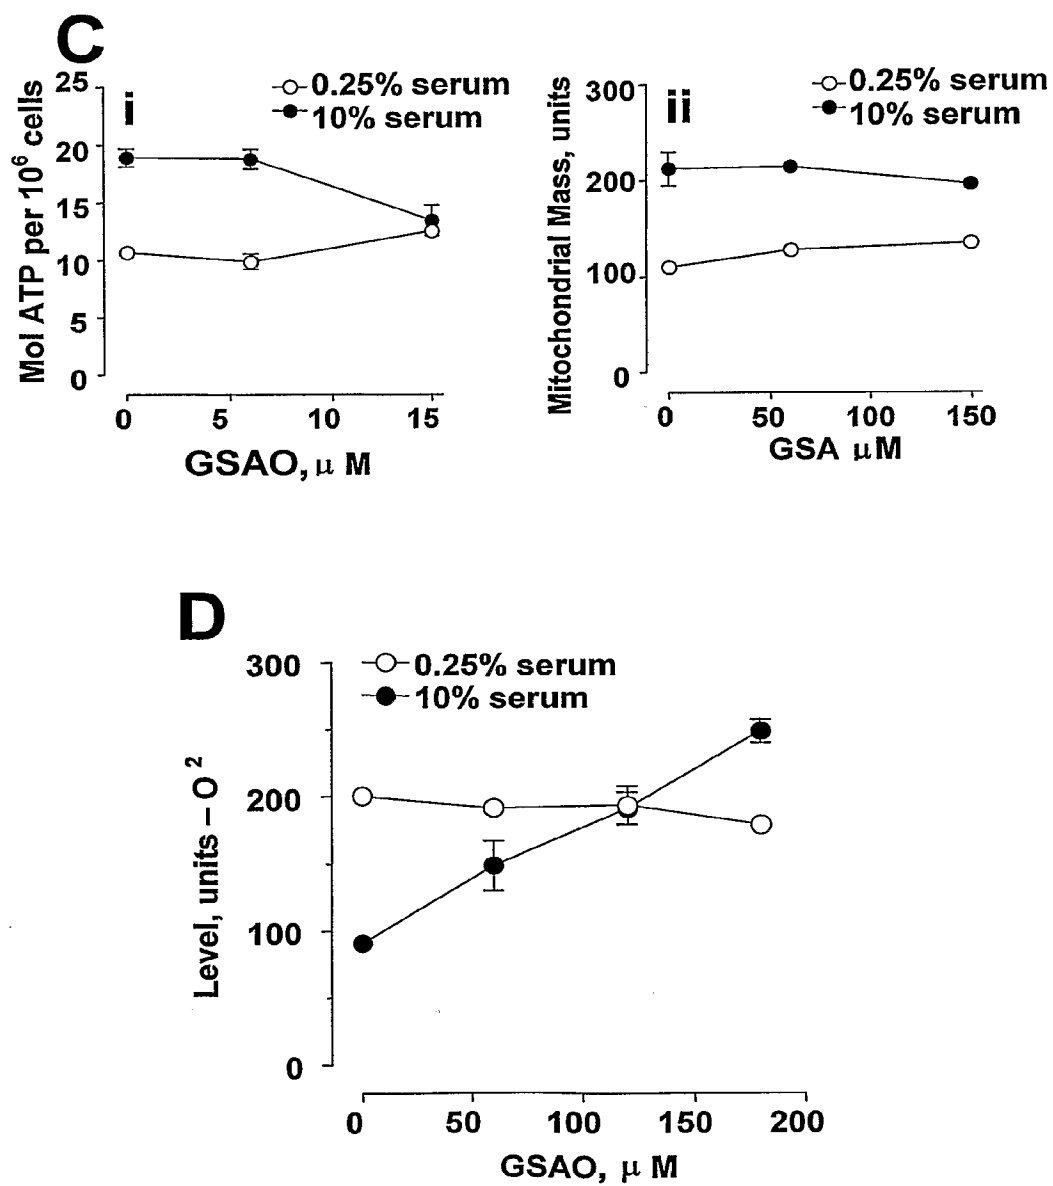 C
i
0.25% serum
10% serum
Mol ATP per 10⁶ cells
25
20
15
10
5
0
0 5 10 15
GSAO, μ M
ii
0.25% serum
10% serum
Mitochondrial Mass, units
300
200
100
0
0 50 100 150
GSA μM
D
0.25% serum
10% serum
Level, units – O²
300
200
100
0
0 50 100 150 200
GSAO, μ M